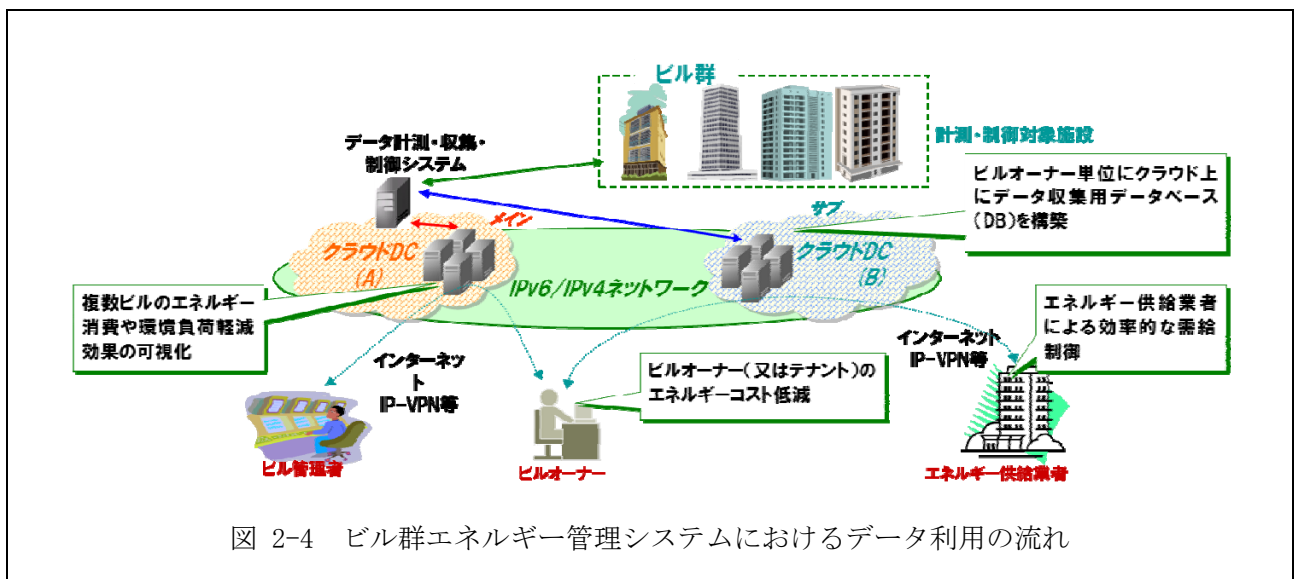 ビル群
計測・制御対象施設
データ計測・収集・
制御システム
ビルオーナー単位にクラウド上
にデータ収集用データベース
(DB)を構築
メイン
サブ
クラウドDC
(A)
クラウドDC
(B)
IPv6/IPv4ネットワーク
複数ビルのエネルギー
消費や環境負荷軽減
効果の可視化
エネルギー供給業者
による効率的な需給
制御
インターネッ
ト
IP-VPN等
インターネット
IP-VPN等
ビルオーナー(又はテナント)の
エネルギーコスト低減
ビル管理者
ビルオーナー
エネルギー供給業者
図 2-4 ビル群エネルギー管理システムにおけるデータ利用の流れ